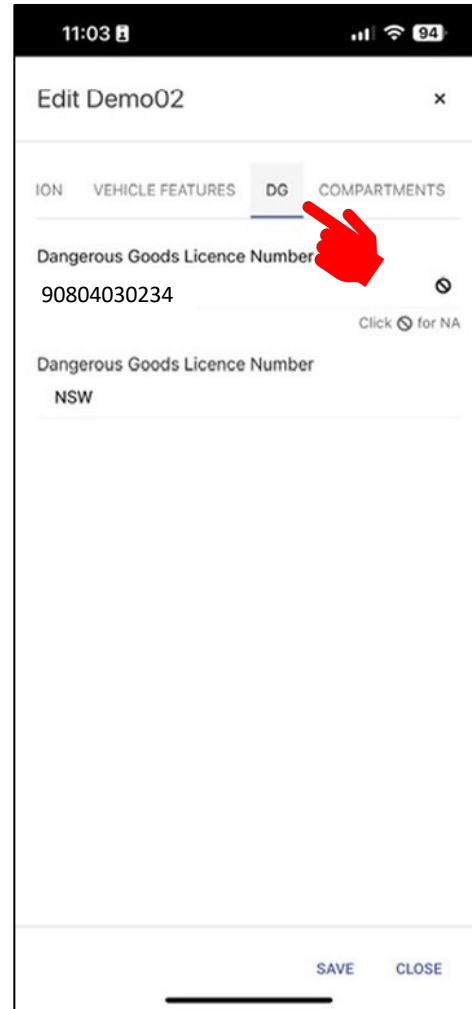 11:03 94
Edit Demo02 ×
ION VEHICLE FEATURES DG COMPARTMENTS
Dangerous Goods Licence Number
90804030234
Click 🛇 for NA
Dangerous Goods Licence Number
NSW
SAVE CLOSE